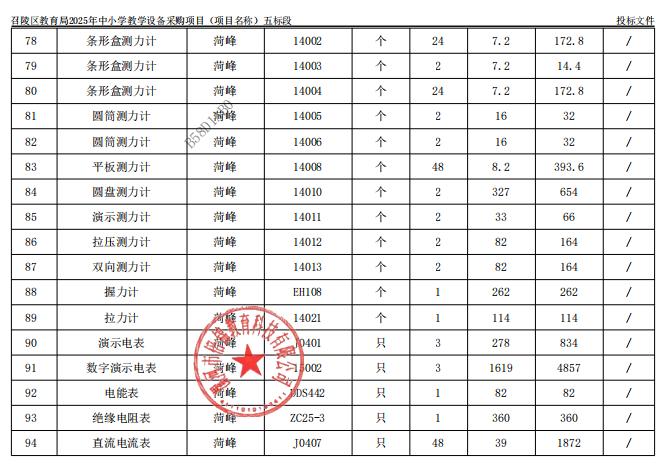 召陵区教育局2025年中小学教学设备采购项目（项目名称）五标段 投标文件
78 条形盒测力计 菏峰 14002 个 24 7.2 172.8 /
79 条形盒测力计 菏峰 14003 个 2 7.2 14.4 /
80 条形盒测力计 菏峰 14004 个 24 7.2 172.8 /
81 圆筒测力计 菏峰 14005 个 2 16 32 /
82 圆筒测力计 菏峰 14006 个 2 16 32 /
83 平板测力计 菏峰 14008 个 48 8.2 393.6 /
84 圆盘测力计 菏峰 14010 个 2 327 654 /
85 演示测力计 菏峰 14011 个 2 33 66 /
86 拉压测力计 菏峰 14012 个 2 82 164 /
87 双向测力计 菏峰 14013 个 2 82 164 /
88 握力计 菏峰 EH108 个 1 262 262 /
89 拉力计 菏峰 14021 个 1 114 114 /
90 演示电表 菏峰 J0401 只 3 278 834 /
91 数字演示电表 菏峰 15002 只 3 1619 4857 /
92 电能表 菏峰 DDS442 只 1 82 82 /
93 绝缘电阻表 菏峰 ZC25-3 只 1 360 360 /
94 直流电流表 菏峰 J0407 只 48 39 1872 /
教育科技有限公司